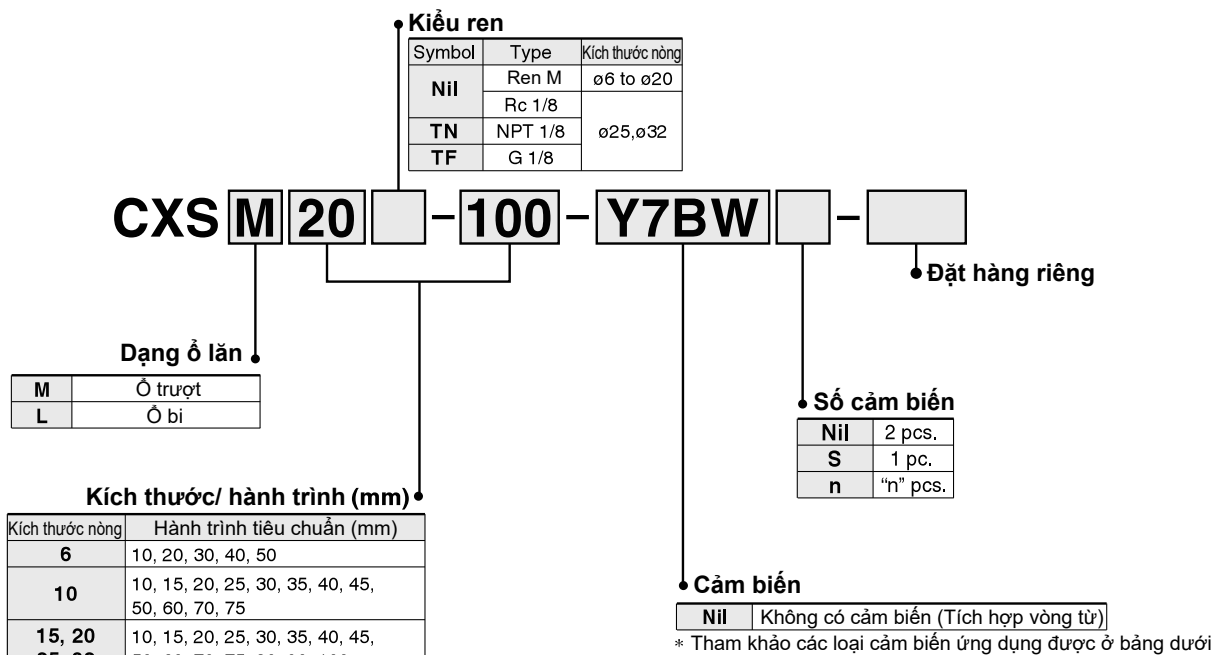 Kiểu ren
Symbol Type Kích thước nòng
Nil Ren M ø6 to ø20
Rc 1/8 ø25,ø32
TN NPT 1/8
TF G 1/8
CXS M 20 - 100 - Y7BW -
Đặt hàng riêng
Dạng ổ lăn
M Ổ trượt
L Ổ bi
Số cảm biến
Nil 2 pcs.
S 1 pc.
n “n” pcs.
Kích thước/ hành trình (mm)
Kích thước nòng Hành trình tiêu chuẩn (mm)
6 10, 20, 30, 40, 50
10 10, 15, 20, 25, 30, 35, 40, 45,
50, 60, 70, 75
15, 20 10, 15, 20, 25, 30, 35, 40, 45,
Cảm biến
Nil Không có cảm biến (Tích hợp vòng từ)
* Tham khảo các loại cảm biến ứng dụng được ở bảng dưới